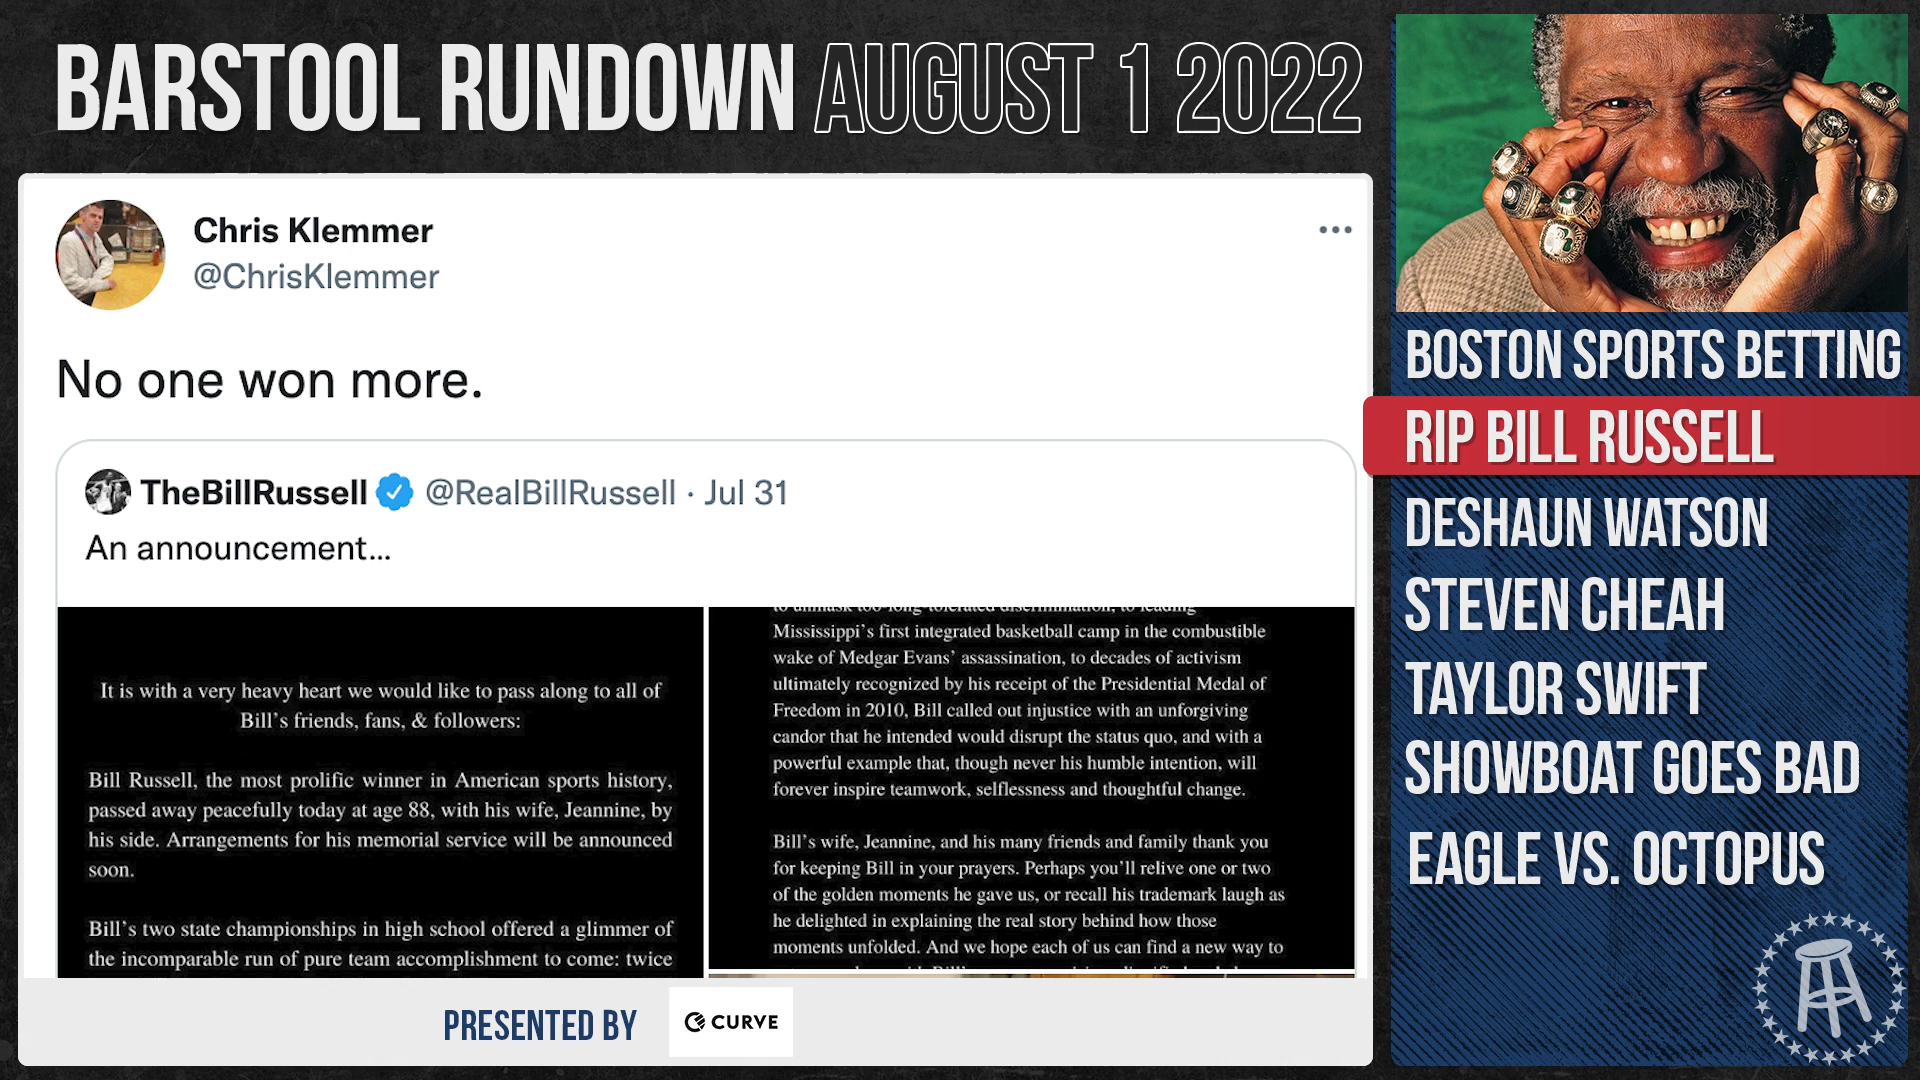 BARSTOOL RUNDOWN AUGUST 1 2022
Chris Klemmer
@ChrisKlemmer
No one won more.
TheBillRussell @RealBillRussell · Jul 31
An announcement...
It is with a very heavy heart we would like to pass along to all of
Bill's friends, fans, & followers:
Bill Russell, the most prolific winner in American sports history,
passed away peacefully today at age 88, with his wife, Jeannine, by
his side. Arrangements for his memorial service will be announced
soon.
Bill's two state championships in high school offered a glimmer of
the incomparable run of pure team accomplishment to come: twice
to unmask too-long-tolerated discrimination, to leading
Mississippi's first integrated basketball camp in the combustible
wake of Medgar Evans' assassination, to decades of activism
ultimately recognized by his receipt of the Presidential Medal of
Freedom in 2010, Bill called out injustice with an unforgiving
candor that he intended would disrupt the status quo, and with a
powerful example that, though never his humble intention, will
forever inspire teamwork, selflessness and thoughtful change.
Bill's wife, Jeannine, and his many friends and family thank you
for keeping Bill in your prayers. Perhaps you'll relive one or two
of the golden moments he gave us, or recall his trademark laugh as
he delighted in explaining the real story behind how those
moments unfolded. And we hope each of us can find a new way to
PRESENTED BY
CURVE
BOSTON SPORTS BETTING
RIP BILL RUSSELL
DESHAUN WATSON
STEVEN CHEAH
TAYLOR SWIFT
SHOWBOAT GOES BAD
EAGLE VS. OCTOPUS